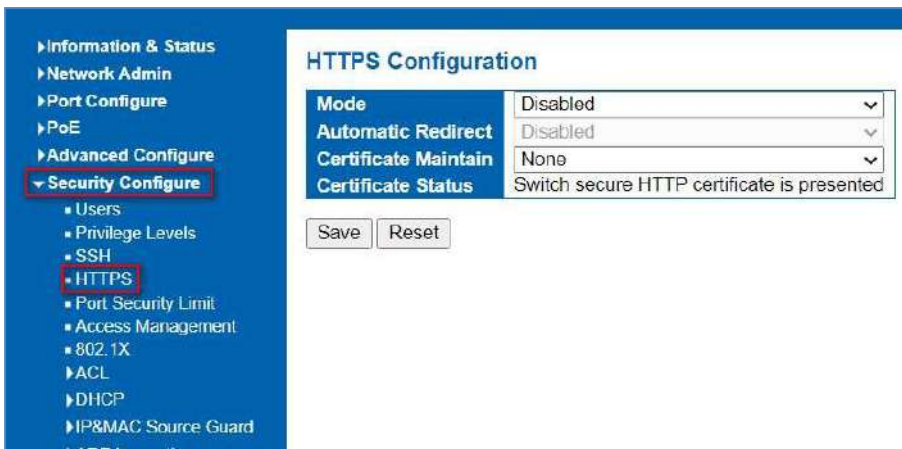 Information & Status
Network Admin
Port Configure
PoE
Advanced Configure
Security Configure
Users
Privilege Levels
SSH
HTTPS
Port Security Limit
Access Management
802.1X
ACL
DHCP
IP&MAC Source Guard
HTTPS Configuration
Mode Disabled
Automatic Redirect Disabled
Certificate Maintain None
Certificate Status Switch secure HTTP certificate is presented
Save Reset